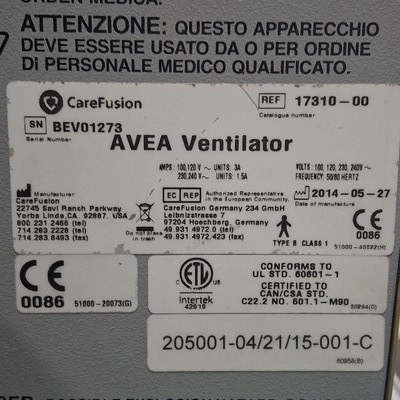 ORDEN MÉDICA.
ATTENZIONE: QUESTO APPARECCHIO
DEVE ESSERE USATO DA O PER ORDINE
DI PERSONALE MEDICO QUALIFICATO.
CareFusion
REF 17310-00
Catalogue number
SN BEV01273
Serial Number
AVEA Ventilator
AMPS: 100,120 V ~ UNITS: 3A
230,240 V ~ UNITS: 1.5A
VOLTS: 100, 120, 230, 240V~
FREQUENCY: 50/60 HERTZ
Manufacturer
CareFusion
22745 Savi Ranch Parkway
Yorba Linda, CA. 92887, USA
800 231.2466 (tel)
714 283.2228 (tel)
714 283.8493 (fax)
Do not place
in trash
EC REP Authorized Representative
in the European Community.
CareFusion Germany 234 GmbH
Leibnizstrasse 7
97204 Hoechberg, Germany
49.931.4972.0 (tel)
49.931.4972.423 (fax)
2014-05-27
Date of manufacture
TYPE B CLASS 1
CE
0086
51000-40022(H)
CE
0086
51000-20073(G)
ETL
Intertek
42919
CONFORMS TO
UL STD. 60601-1
CERTIFIED TO
CAN/CSA STD.
C22.2 NO. 601.1-M90
205001-04/21/15-001-C